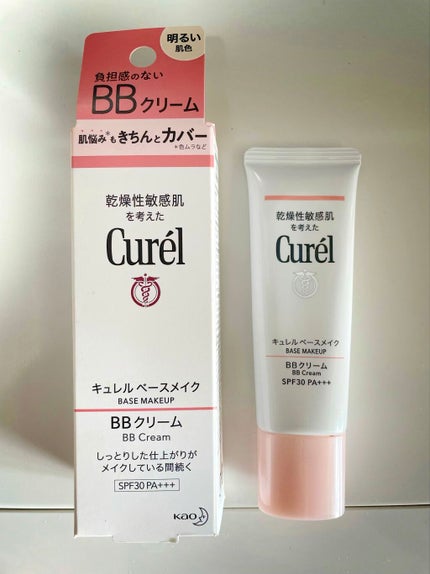 明るい
肌色
負担感のない
BBクリーム
肌悩み*もきちんとカバー
*色ムラなど
乾燥性敏感肌
を考えた
Curél
キュレル ベースメイク
BASE MAKEUP
BBクリーム
BB Cream
しっとりした仕上がりが
メイクしている間続く
SPF30 PA+++
Kao
乾燥性敏感肌
を考えた
Curél
キュレル ベースメイク
BASE MAKEUP
BBクリーム
BB Cream
SPF30 PA+++